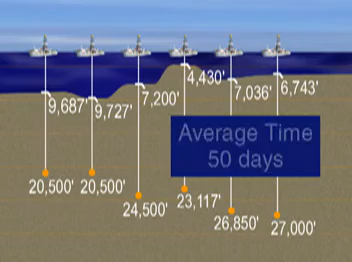 4,430'
9,687' 9,727' 7,200' 7,036' 6,743'
Average Time
50 days
20,500' 20,500' 24,500' 23,117' 26,850' 27,000'